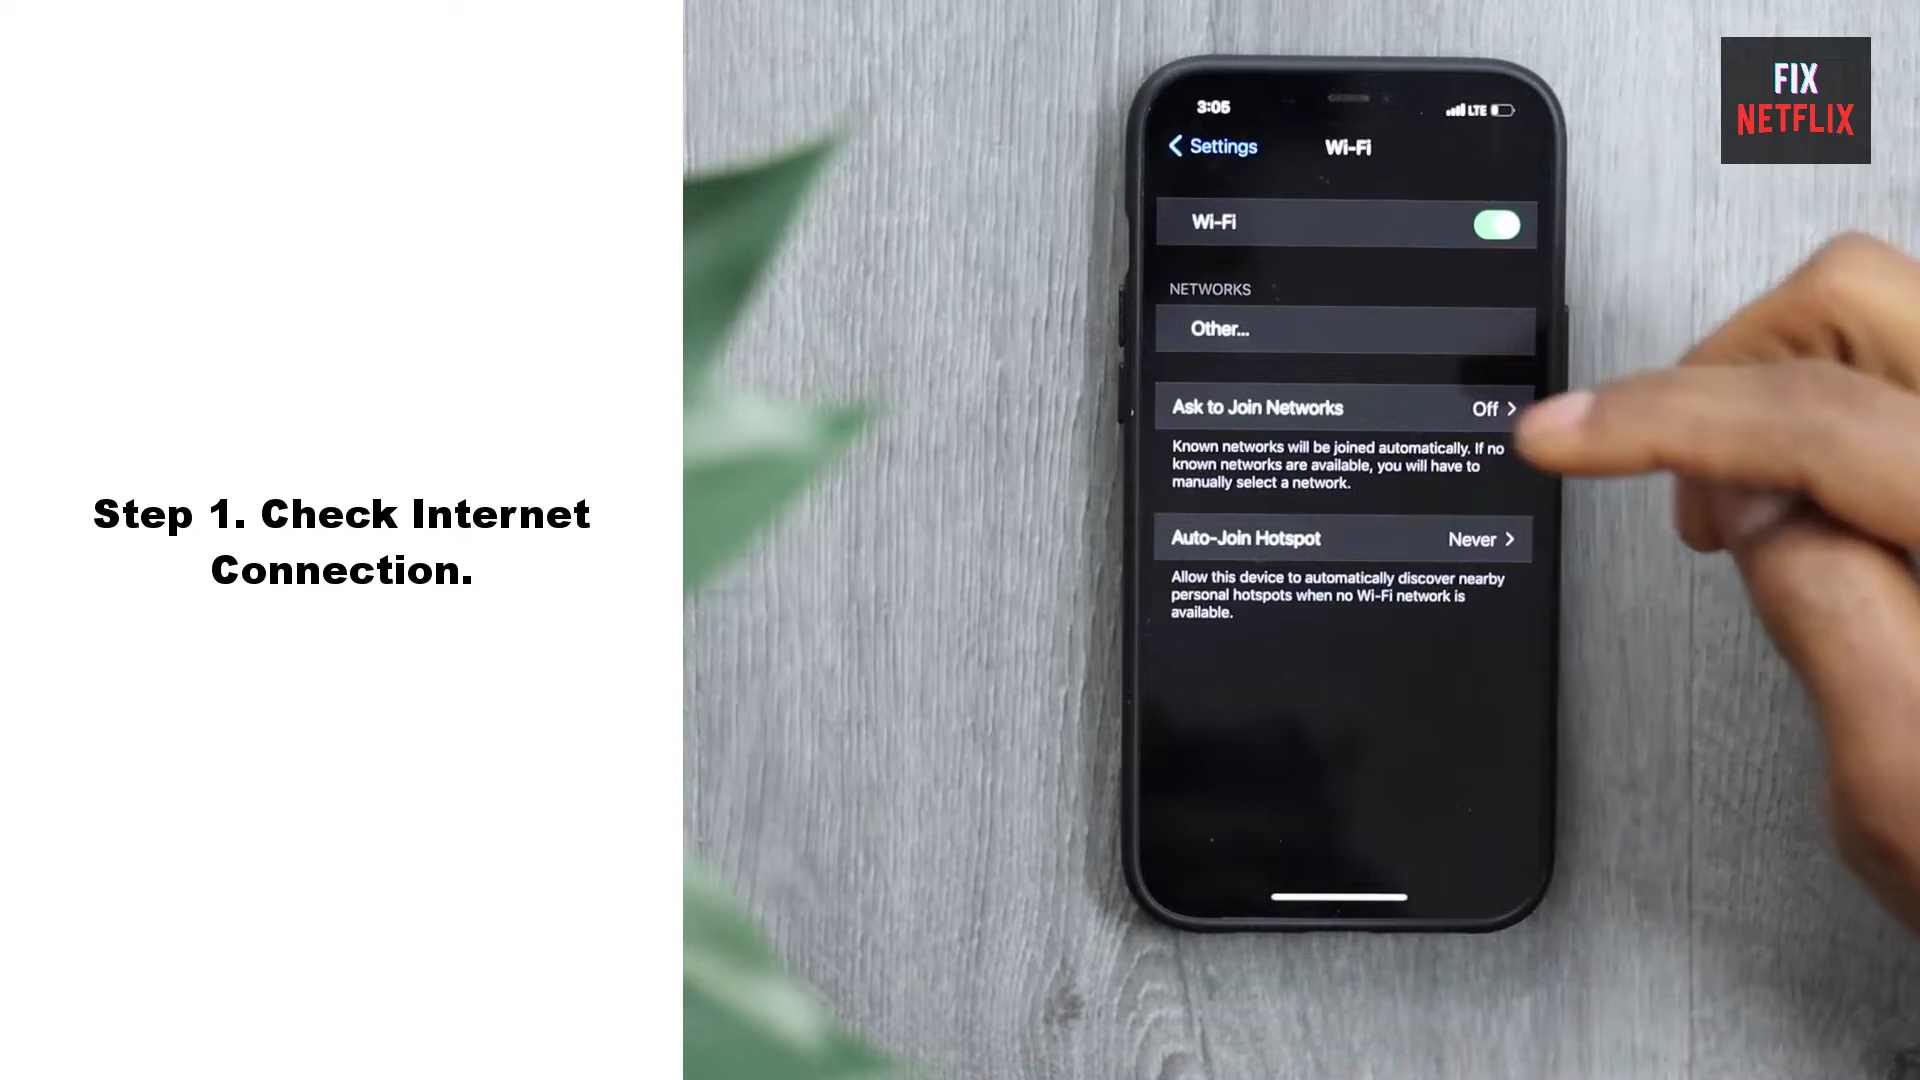 Step 1. Check Internet
Connection.
3:05
LTE
Settings
Wi-Fi
Wi-Fi
NETWORKS
Other...
Ask to Join Networks
Off
Known networks will be joined automatically. If no
known networks are available, you will have to
manually select a network.
Auto-Join Hotspot
Never
Allow this device to automatically discover nearby
personal hotspots when no Wi-Fi network is
available.
FIX
NETFLIX